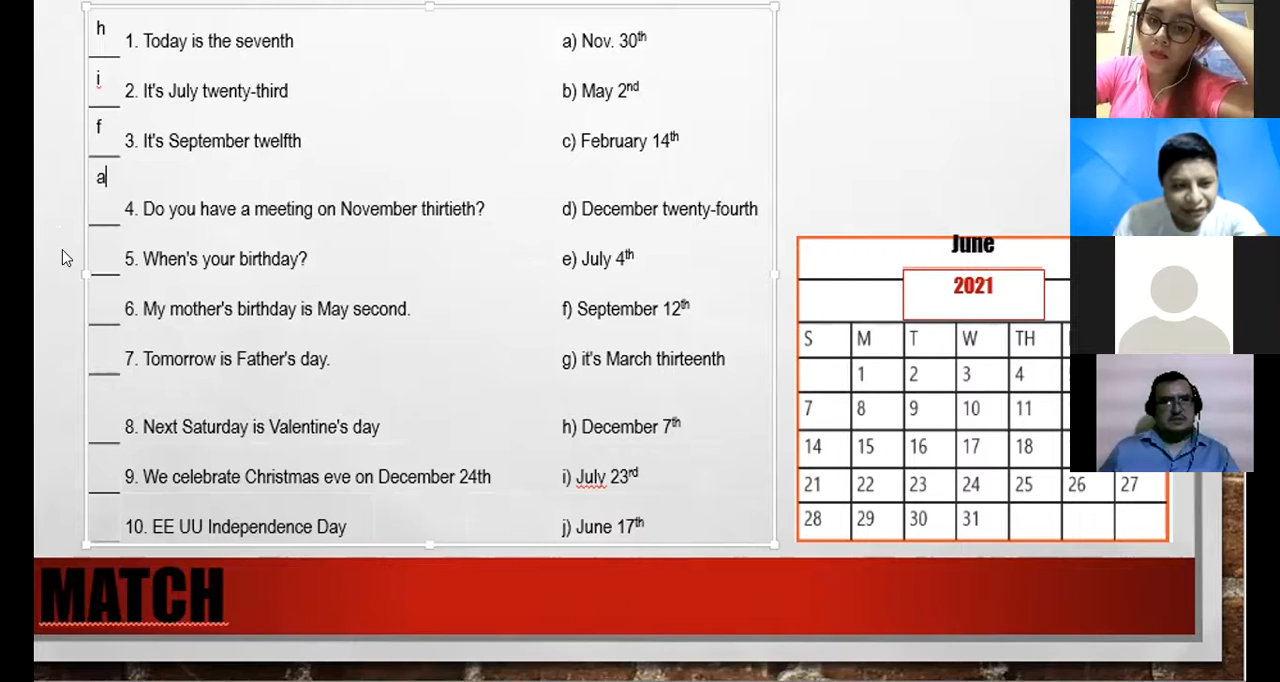 h
1. Today is the seventh a) Nov. 30th
i
2. It's July twenty-third b) May 2nd
f
3. It's September twelfth c) February 14th
a
4. Do you have a meeting on November thirtieth? d) December twenty-fourth
5. When's your birthday? e) July 4th
6. My mother's birthday is May second. f) September 12th
7. Tomorrow is Father's day. g) it's March thirteenth
8. Next Saturday is Valentine's day h) December 7th
9. We celebrate Christmas eve on December 24th i) July 23rd
10. EE UU Independence Day j) June 17th
June
2021
S M T W TH
1 2 3 4
7 8 9 10 11
14 15 16 17 18
21 22 23 24 25 26 27
28 29 30 31
MATCH